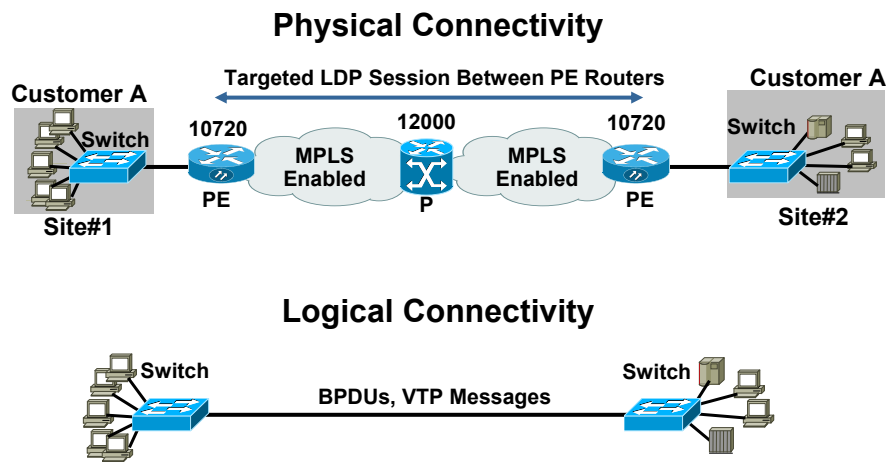 Physical Connectivity
Targeted LDP Session Between PE Routers
Customer A
Customer A
Switch
10720
12000
10720
Switch
MPLS
Enabled
MPLS
Enabled
PE
P
PE
Site#1
Site#2
Logical Connectivity
Switch
Switch
BPDUs, VTP Messages